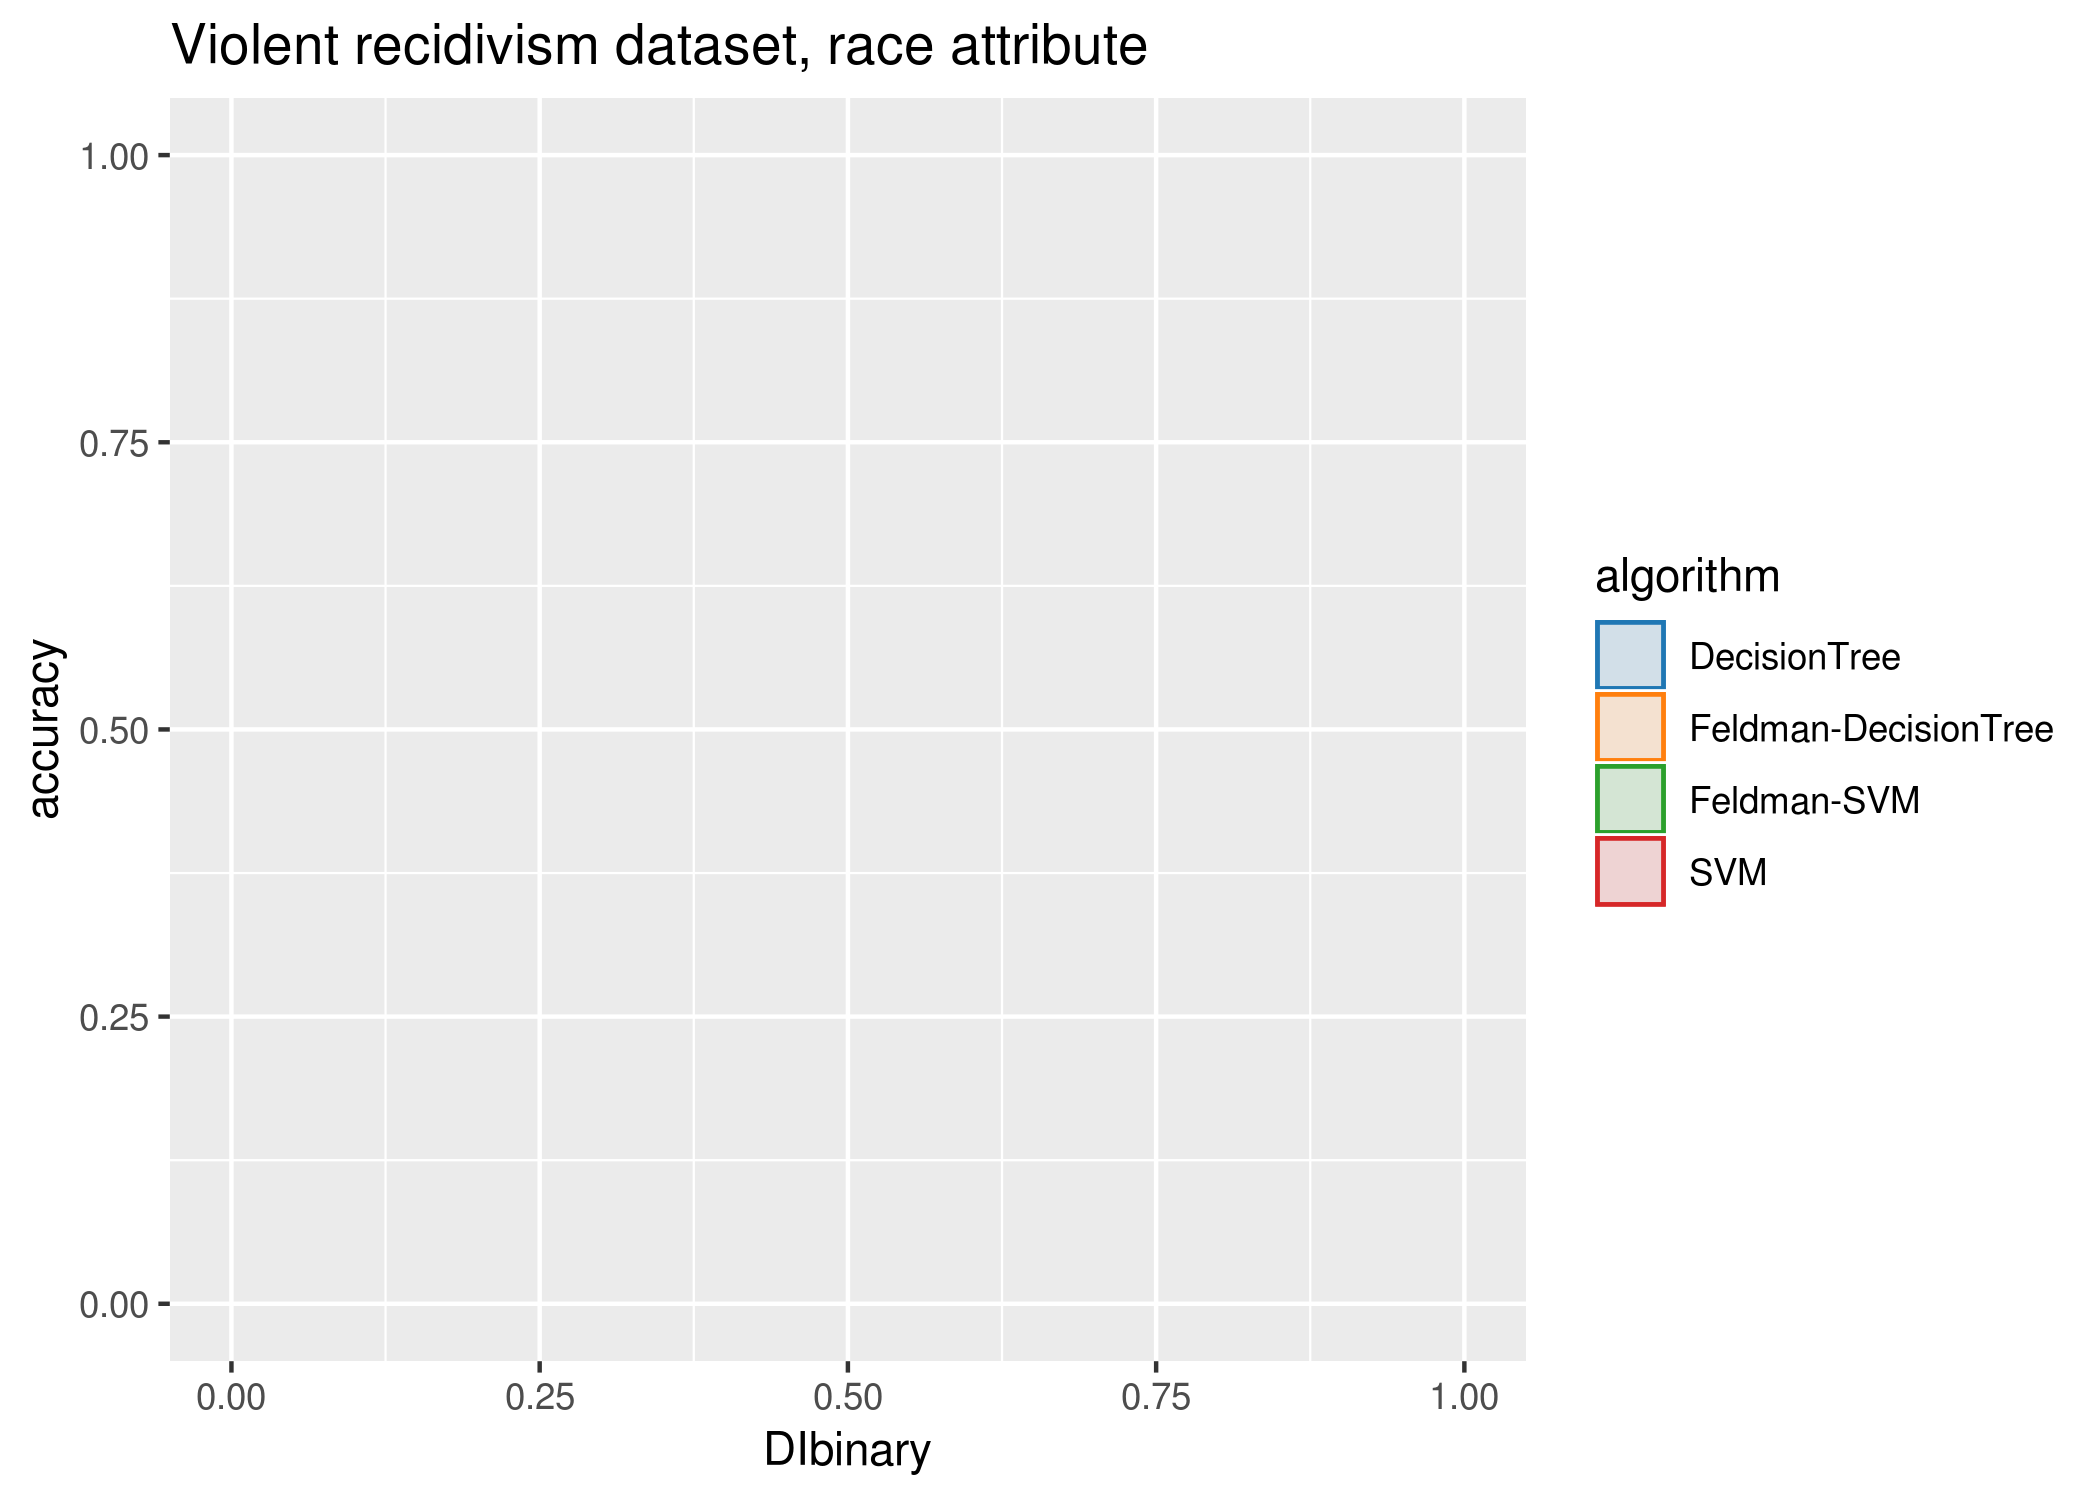 Violent recidivism dataset, race attribute
1.00
0.75
0.50
0.25
0.00
accuracy
0.00 0.25 0.50 0.75 1.00
DIbinary
algorithm
DecisionTree
Feldman-DecisionTree
Feldman-SVM
SVM